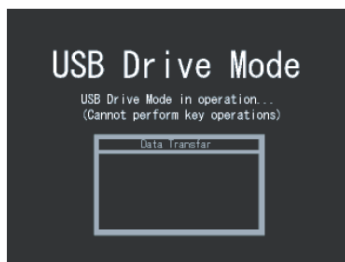 USB Drive Mode
USB Drive Mode in operation...
(Cannot perform key operations)
Data Transfar